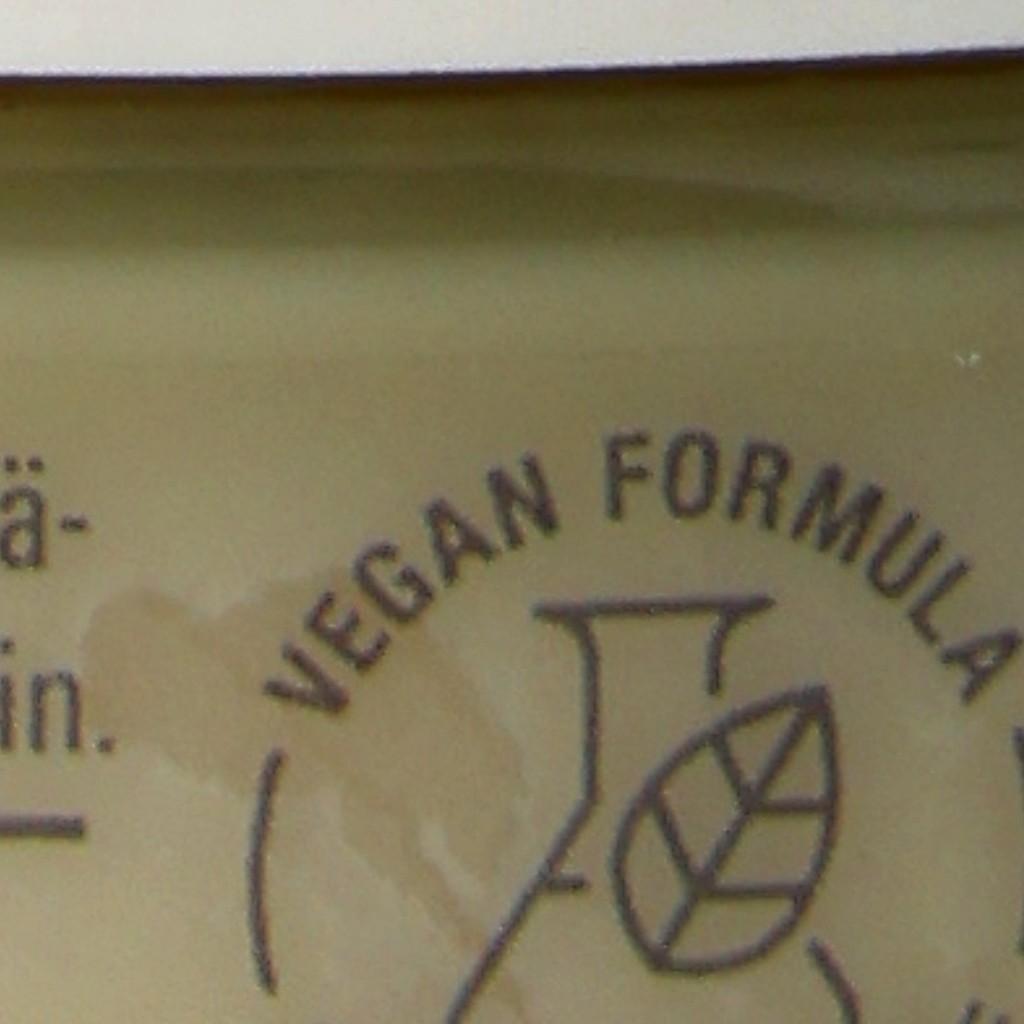 ä-
in.
VEGAN FORMULA